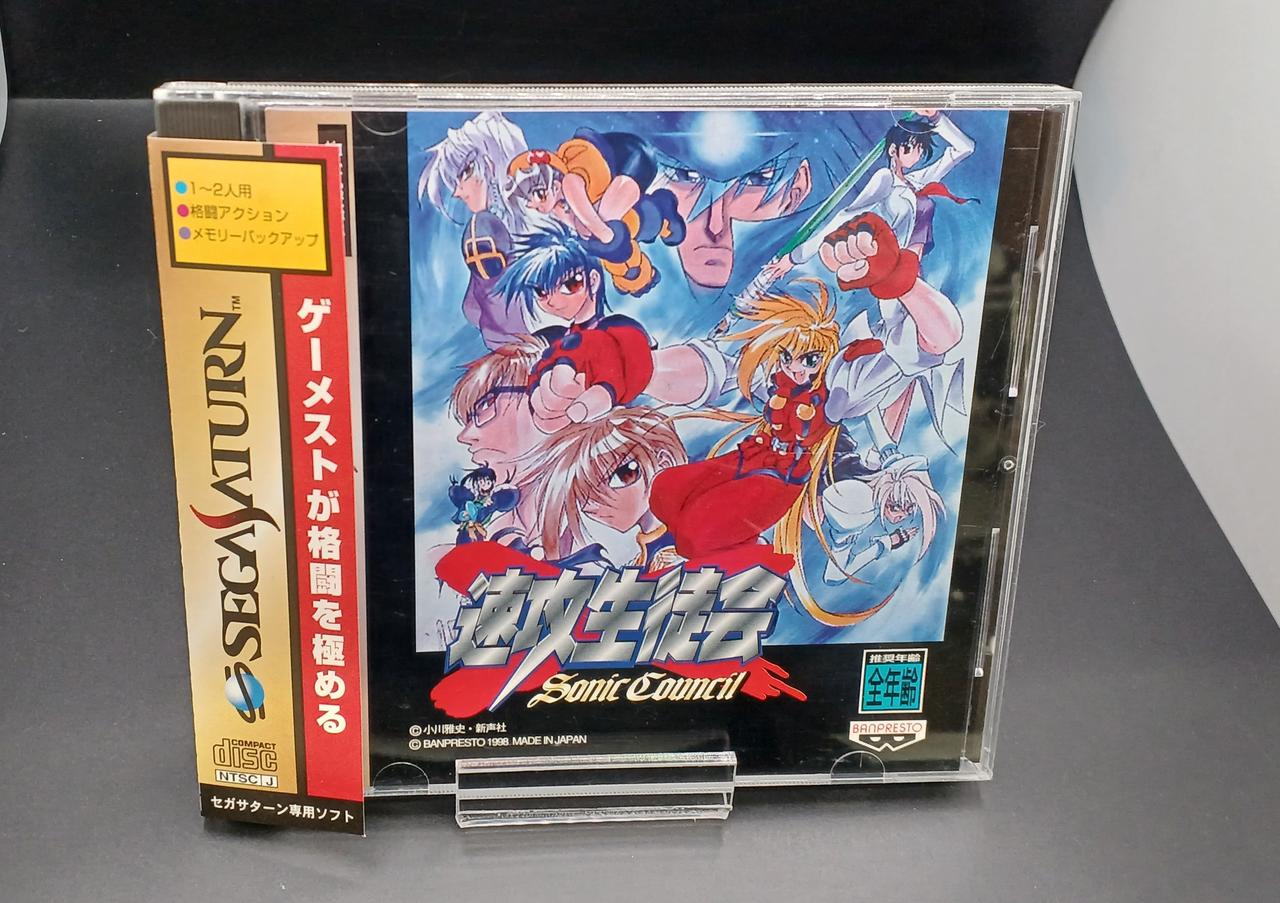 ●1〜2人用
●格闘アクション
●メモリーバックアップ
SEGA SATURN™
COMPACT
disc
NTSC J
セガサターン専用ソフト
ゲーメストが格闘を極める
速攻生徒会
Sonic Council
©小川雅史・新声社
©BANPRESTO 1998 MADE IN JAPAN
推奨年齢
全年齢
BANPRESTO